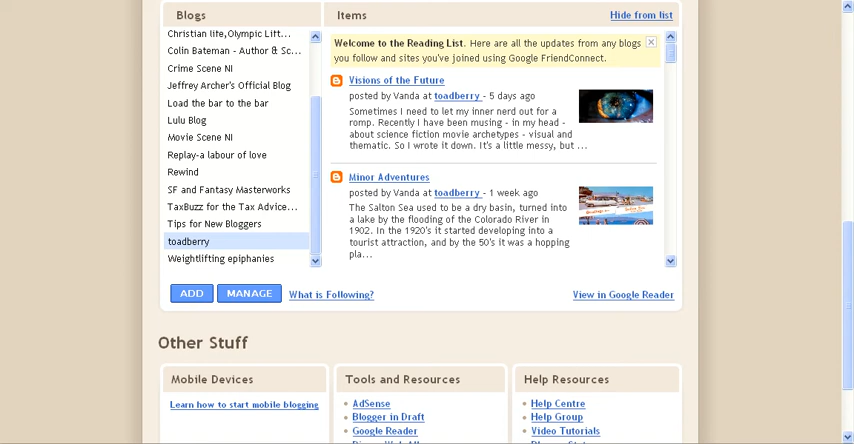 Blogs
Items
Hide from list
Christian life,Olympic Lift...
Colin Bateman - Author & Sc...
Crime Scene NI
Jeffrey Archer's Official Blog
Load the bar to the bar
Lulu Blog
Movie Scene NI
Replay-a labour of love
Rewind
SF and Fantasy Masterworks
TaxBuzz for the Tax Advice...
Tips for New Bloggers
toadberry
Weightlifting epiphanies
Welcome to the Reading List. Here are all the updates from any blogs
you follow and sites you've joined using Google FriendConnect.
Visions of the Future
posted by Vanda at toadberry - 5 days ago
Sometimes I need to let my inner nerd out for a
romp. Recently I have been musing - in my head -
about science fiction movie archetypes - visual and
thematic. So I wrote it down. It's a little messy, but ...
Minor Adventures
posted by Vanda at toadberry - 1 week ago
The Salton Sea used to be a dry basin, turned into
a lake by the flooding of the Colorado River in
1902. In the 1920's it started developing into a
tourist attraction, and by the 50's it was a hopping
pla...
ADD
MANAGE
What is Following?
View in Google Reader
Other Stuff
Mobile Devices
Learn how to start mobile blogging
Tools and Resources
AdSense
Blogger in Draft
Google Reader
Help Resources
Help Centre
Help Group
Video Tutorials